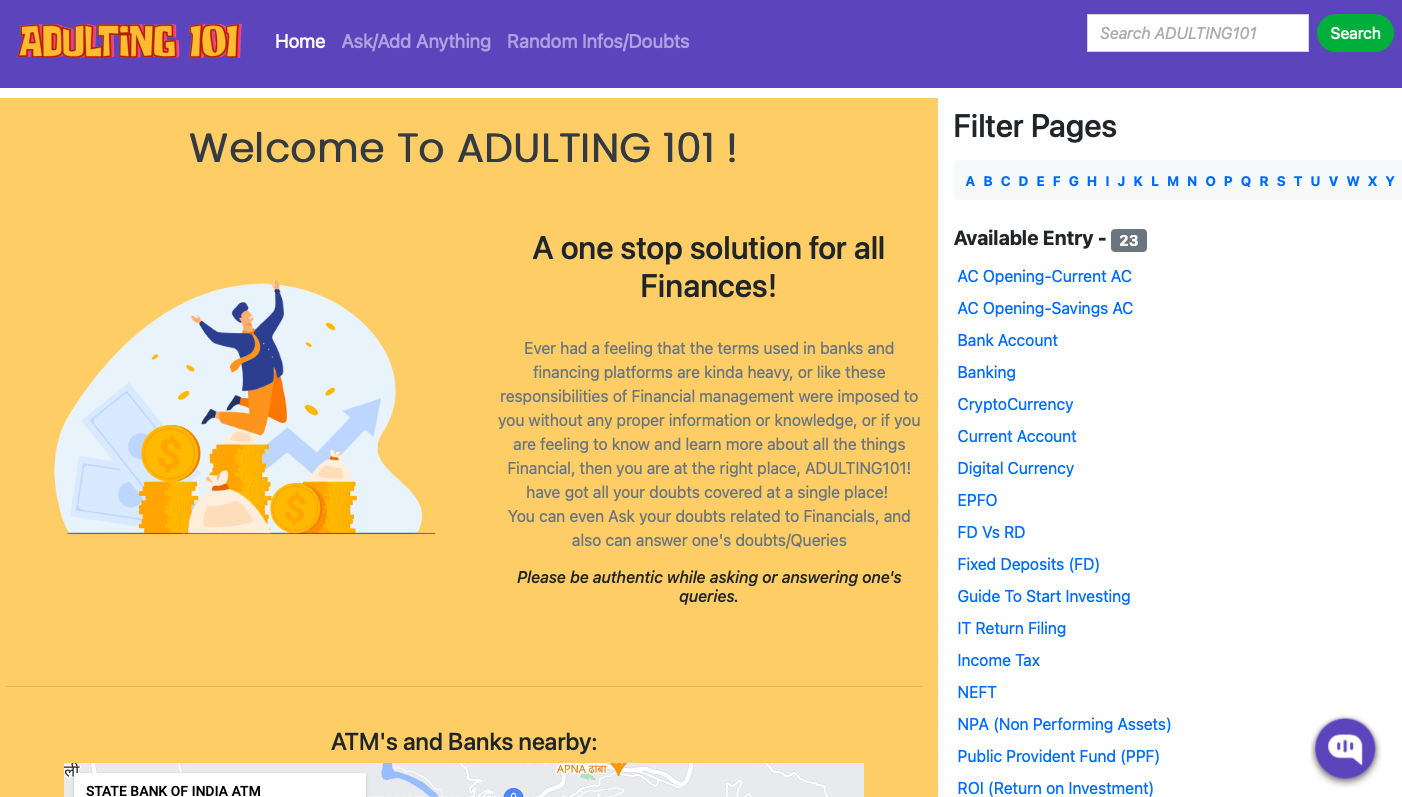 ADULTING 101
Home Ask/Add Anything Random Infos/Doubts
Search ADULTING101
Search
Welcome To ADULTING 101 !
A one stop solution for all
Finances!
Ever had a feeling that the terms used in banks and
financing platforms are kinda heavy, or like these
responsibilities of Financial management were imposed to
you without any proper information or knowledge, or if you
are feeling to know and learn more about all the things
Financial, then you are at the right place, ADULTING101!
have got all your doubts covered at a single place!
You can even Ask your doubts related to Financials, and
also can answer one's doubts/Queries
Please be authentic while asking or answering one's
queries.
ATM's and Banks nearby:
ली
APNA ढाबा
STATE BANK OF INDIA ATM
Filter Pages
A B C D E F G H I J K L M N O P Q R S T U V W X Y
Available Entry - 23
AC Opening-Current AC
AC Opening-Savings AC
Bank Account
Banking
CryptoCurrency
Current Account
Digital Currency
EPFO
FD Vs RD
Fixed Deposits (FD)
Guide To Start Investing
IT Return Filing
Income Tax
NEFT
NPA (Non Performing Assets)
Public Provident Fund (PPF)
ROI (Return on Investment)